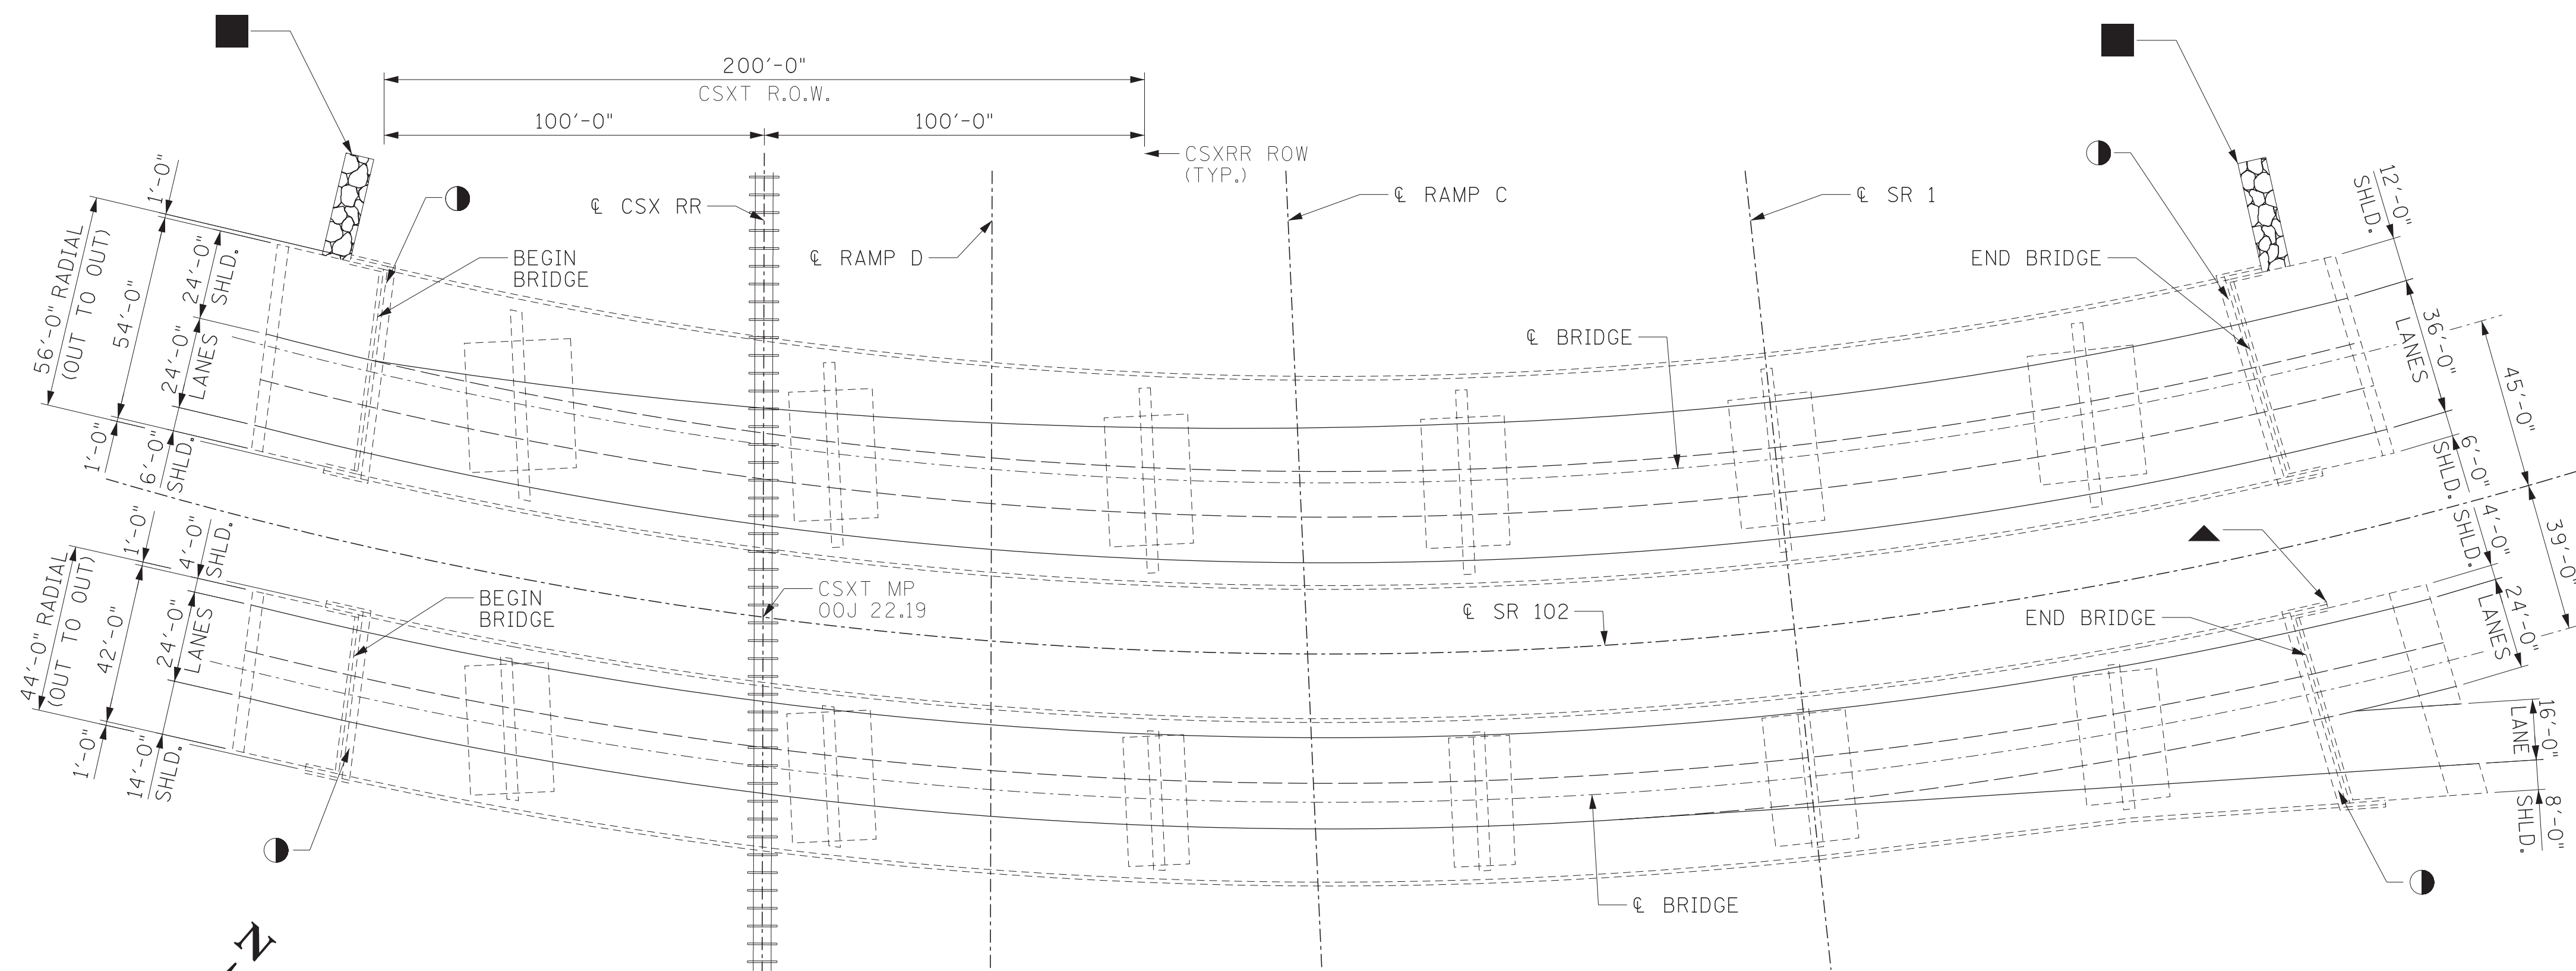 200'-0"
CSXT R.O.W.
100'-0"
100'-0"
CSXRR ROW
(TYP.)
℄ CSX RR
℄ RAMP D
℄ RAMP C
℄ SR 1
BEGIN
BRIDGE
END BRIDGE
℄ BRIDGE
1'-0"
56'-0" RADIAL
(OUT TO OUT)
54'-0"
24'-0"
SHLD.
24'-0"
LANES
1'-0"
6'-0"
SHLD.
12'-0"
SHLD.
36'-0"
LANES
45'-0"
6'-0"
SHLD.
4'-0"
SHLD.
39'-0"
24'-0"
LANES
16'-0"
LANE
8'-0"
SHLD.
1'-0"
4'-0"
SHLD.
44'-0" RADIAL
(OUT TO OUT)
42'-0"
24'-0"
LANES
1'-0"
14'-0"
SHLD.
BEGIN
BRIDGE
CSXT MP
00J 22.19
℄ SR 102
END BRIDGE
℄ BRIDGE
N